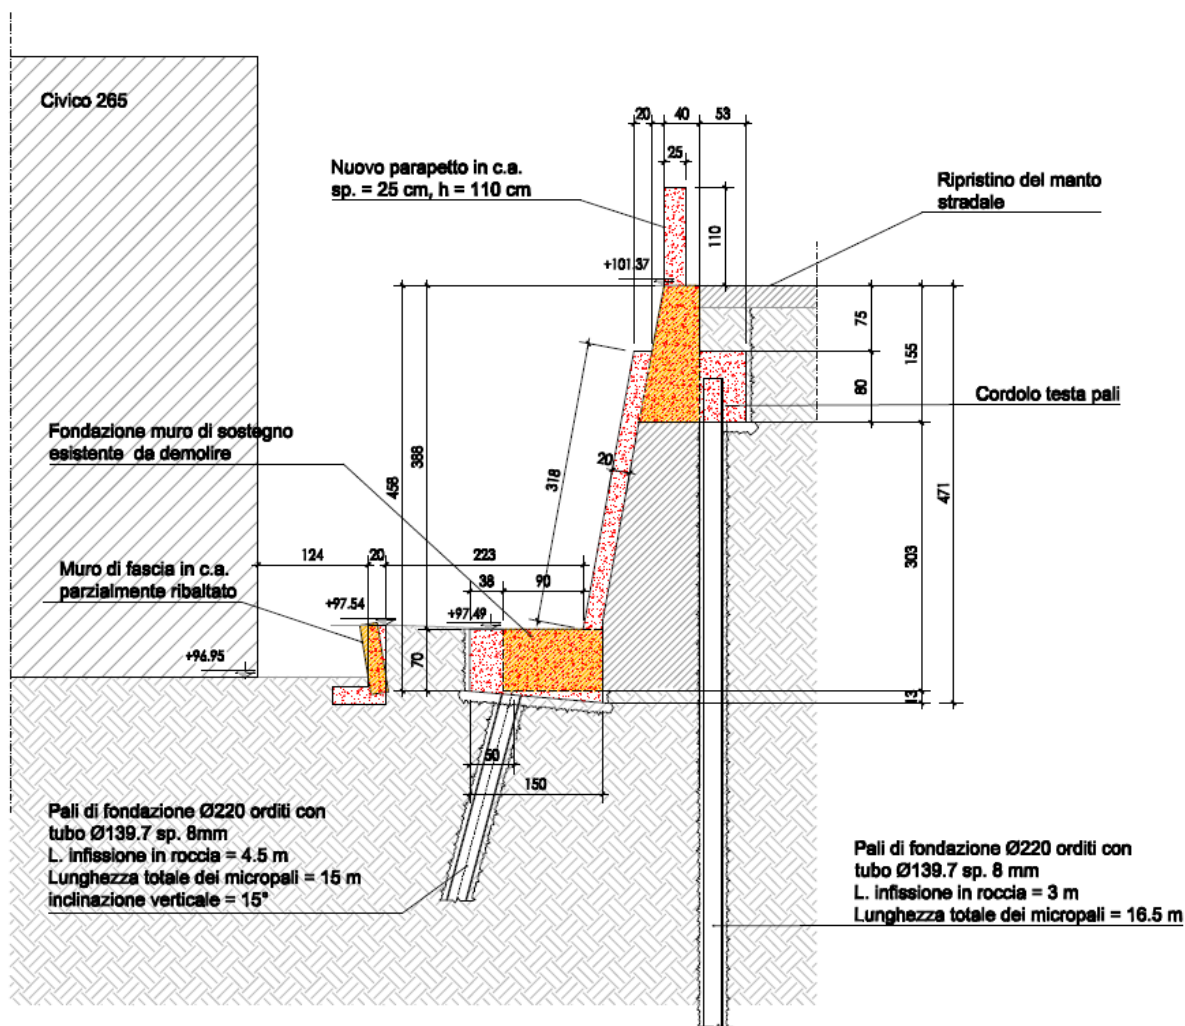 Civico 265
20
40
53
25
Nuovo parapetto in c.a.
sp. = 25 cm, h = 110 cm
Ripristino del manto
stradale
110
+101.37
75
155
80
Cordolo testa pali
Fondazione muro di sostegno
esistente da demolire
388
458
318
20
471
303
124
20
223
38
90
Muro di fascia in c.a.
parzialmente ribaltato
+97.54
+97.49
+96.95
70
13
50
150
Pali di fondazione Ø220 orditi con
tubo Ø139.7 sp. 8mm
L. infissione in roccia = 4.5 m
Lunghezza totale dei micropali = 15 m
inclinazione verticale = 15°
Pali di fondazione Ø220 orditi con
tubo Ø139.7 sp. 8 mm
L. infissione in roccia = 3 m
Lunghezza totale dei micropali = 16.5 m